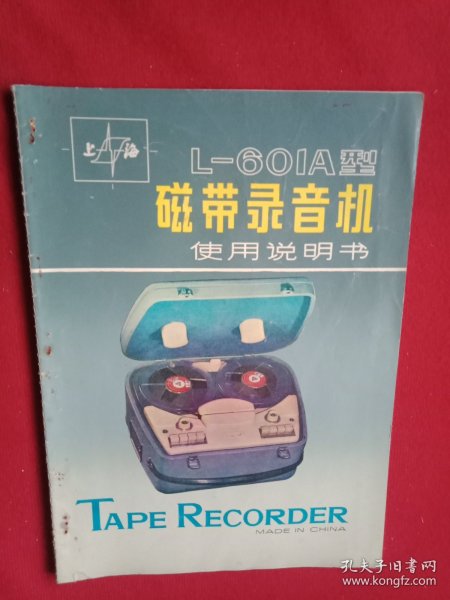 上海
L-601A型
磁带录音机
使用说明书
TAPE RECORDER
MADE IN CHINA
孔夫子旧书网
www.kongfz.com